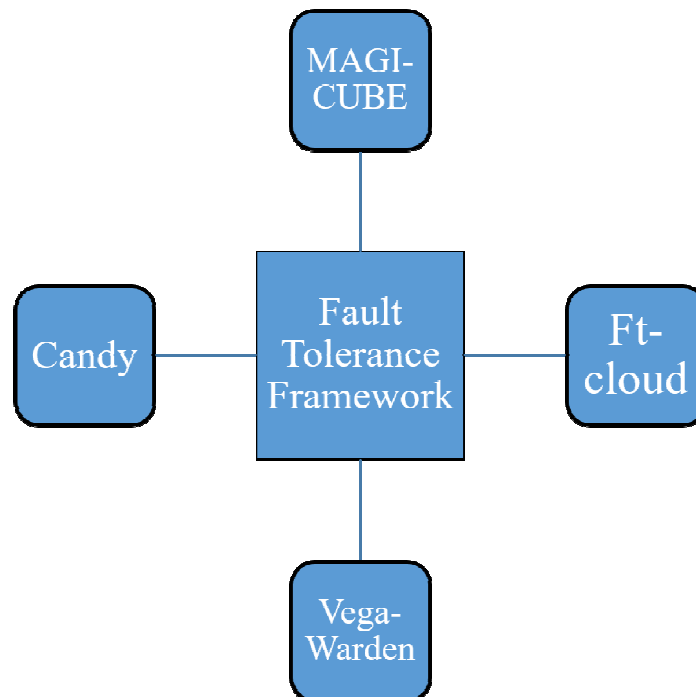 MAGI-
CUBE
Fault
Tolerance
Framework
Candy
Ft-
cloud
Vega-
Warden